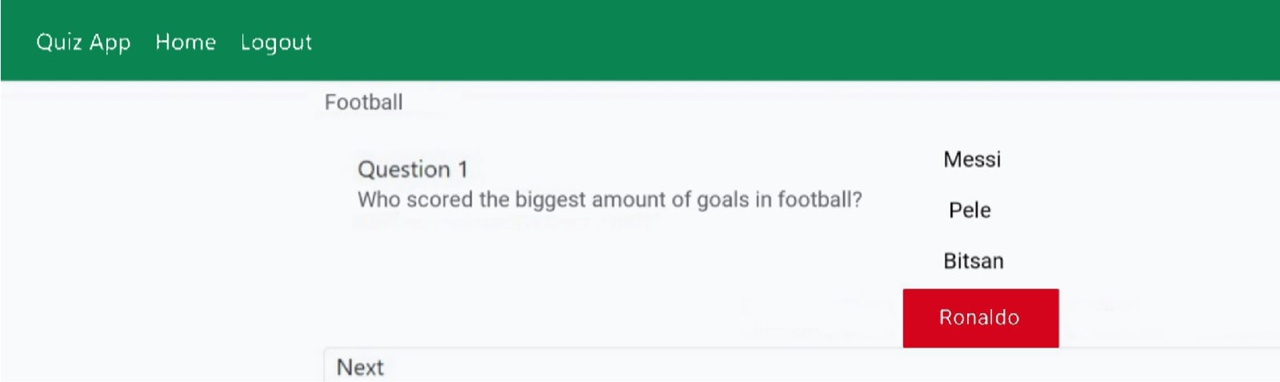 Quiz App Home Logout
Football
Question 1
Who scored the biggest amount of goals in football?
Messi
Pele
Bitsan
Ronaldo
Next